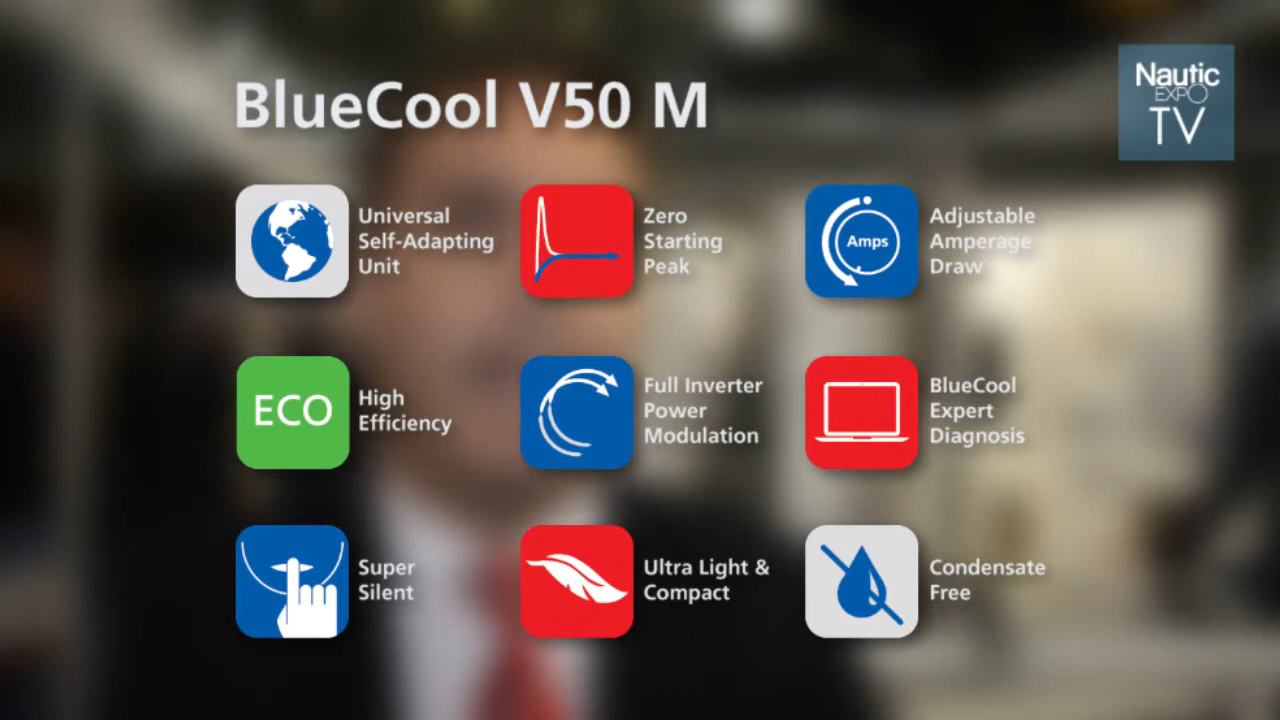 BlueCool V50 M
Nautic
EXPO
TV
Universal
Self-Adapting
Unit
Zero
Starting
Peak
Amps
Adjustable
Amperage
Draw
ECO
High
Efficiency
Full Inverter
Power
Modulation
BlueCool
Expert
Diagnosis
Super
Silent
Ultra Light &
Compact
Condensate
Free